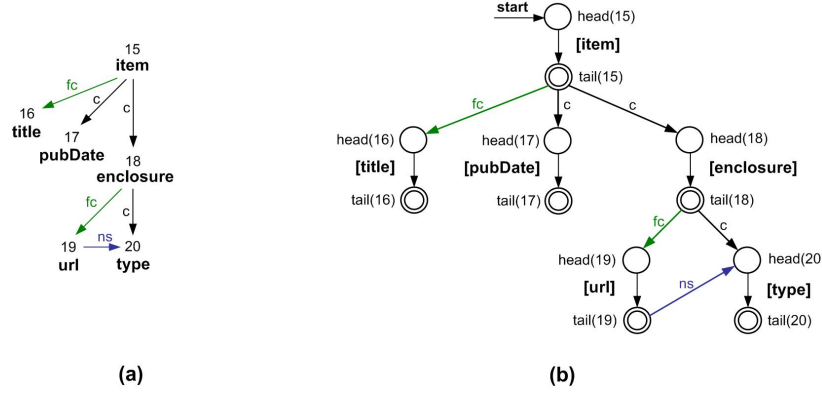 15
item
fc
c
c
16
title
17
pubDate
18
enclosure
fc
c
19
ns
20
url
type
(a)
start
head(15)
[item]
tail(15)
fc
c
c
head(16)
head(17)
head(18)
[title]
[pubDate]
[enclosure]
tail(16)
tail(17)
tail(18)
fc
c
head(19)
head(20
[url]
ns
[type]
tail(19)
tail(20)
(b)